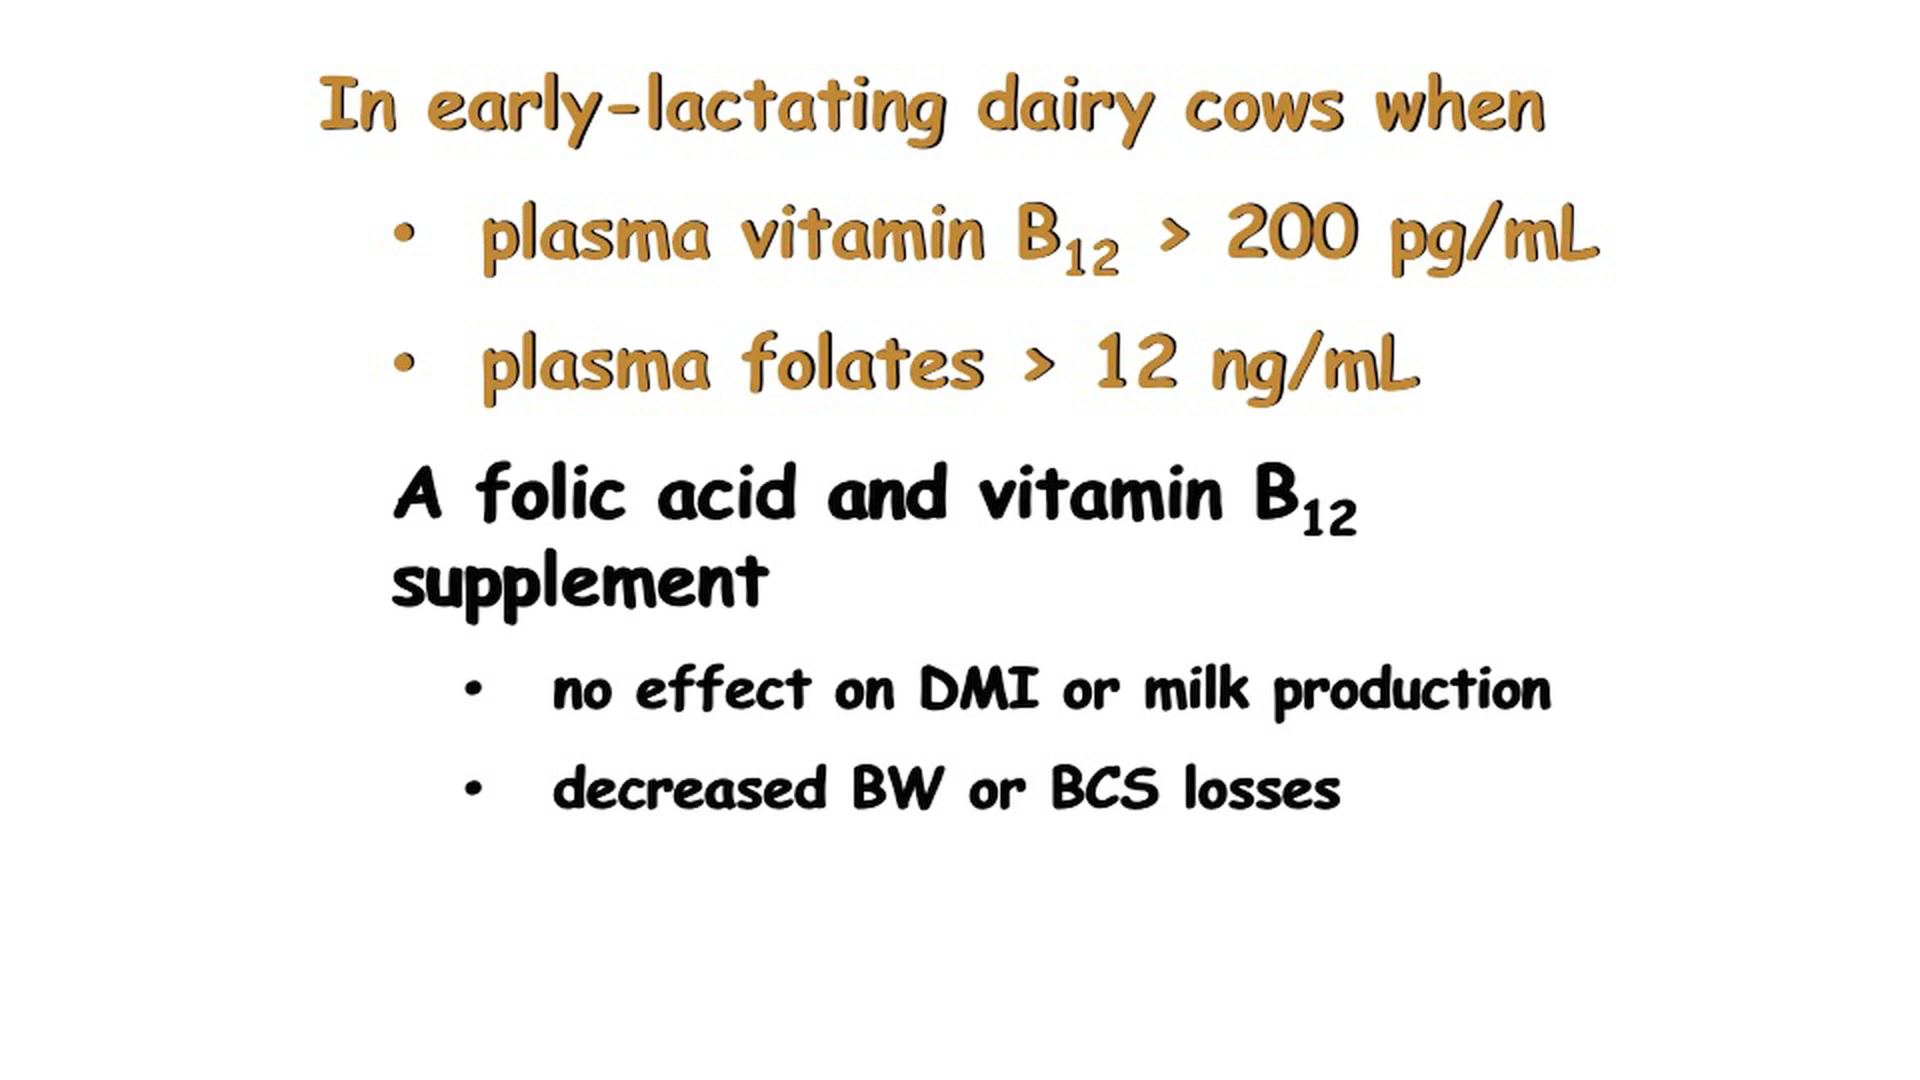 In early-lactating dairy cows when
• plasma vitamin B₁₂ > 200 pg/mL
• plasma folates > 12 ng/mL
A folic acid and vitamin B₁₂
supplement
• no effect on DMI or milk production
• decreased BW or BCS losses